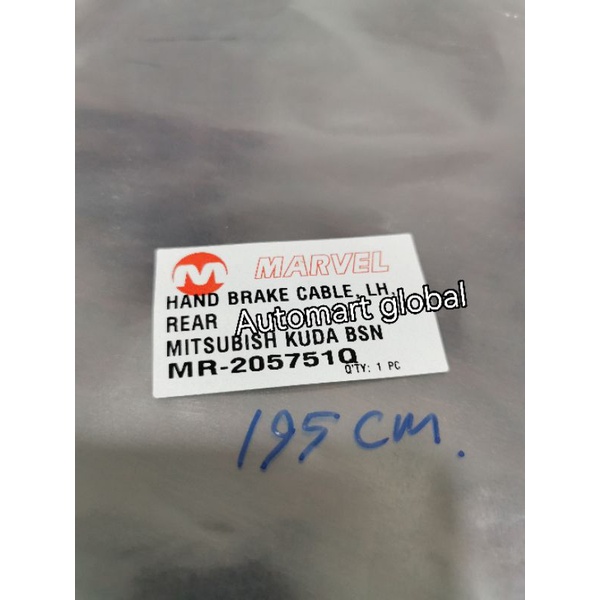 M MARVEL
HAND BRAKE CABLE, LH
REAR
Automart global
MITSUBISH KUDA BSN
MR-205751Q
Q'TY: 1 PC
195 cm.